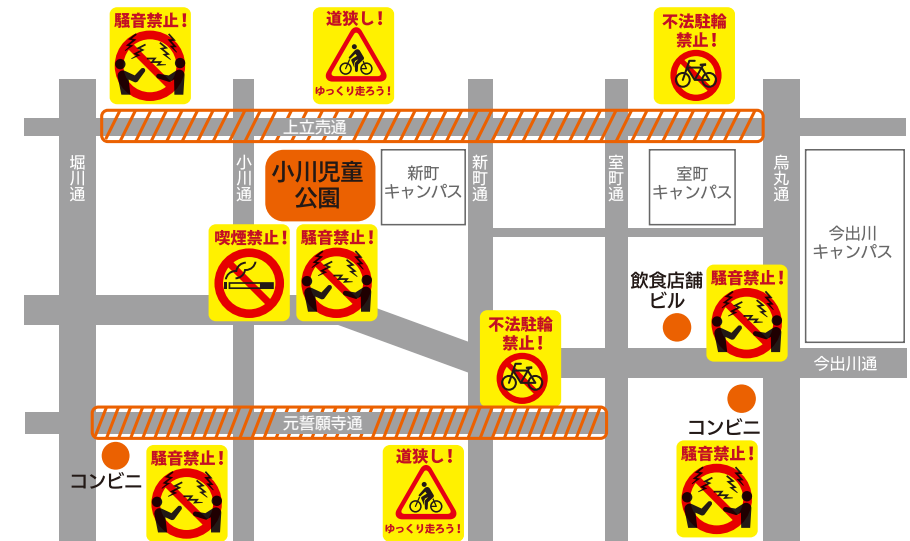 騒音禁止!
道狭し!
ゆっくり走ろう!
不法駐輪
禁止!
上立売通
堀川通
小川通
小川児童
公園
新町
キャンパス
新町通
室町通
室町
キャンパス
烏丸通
今出川
キャンパス
喫煙禁止!
騒音禁止!
飲食店舗
ビル
騒音禁止!
不法駐輪
禁止!
今出川通
元誓願寺通
コンビニ
コンビニ
騒音禁止!
道狭し!
ゆっくり走ろう!
騒音禁止!